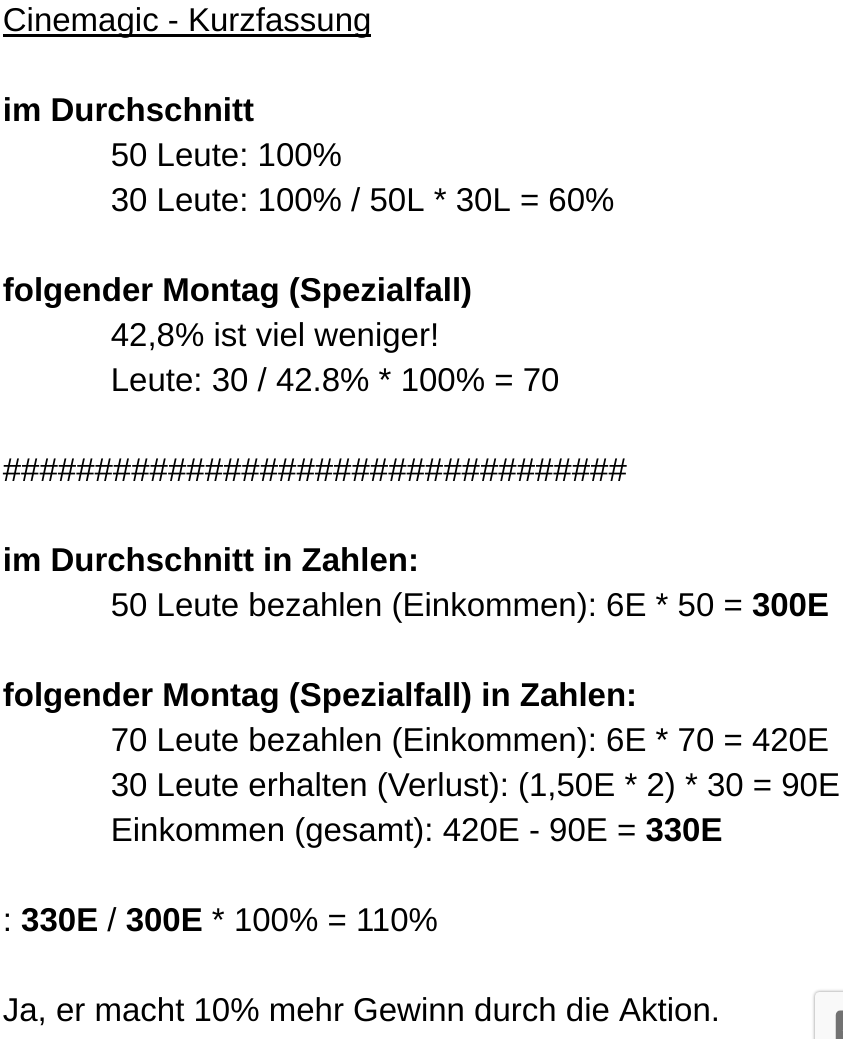 Cinemagic - Kurzfassung
im Durchschnitt
50 Leute: 100%
30 Leute: 100% / 50L * 30L = 60%
folgender Montag (Spezialfall)
42,8% ist viel weniger!
Leute: 30 / 42.8% * 100% = 70
##################################
im Durchschnitt in Zahlen:
50 Leute bezahlen (Einkommen): 6E * 50 = 300E
folgender Montag (Spezialfall) in Zahlen:
70 Leute bezahlen (Einkommen): 6E * 70 = 420E
30 Leute erhalten (Verlust): (1,50E * 2) * 30 = 90E
Einkommen (gesamt): 420E - 90E = 330E
: 330E / 300E * 100% = 110%
Ja, er macht 10% mehr Gewinn durch die Aktion.